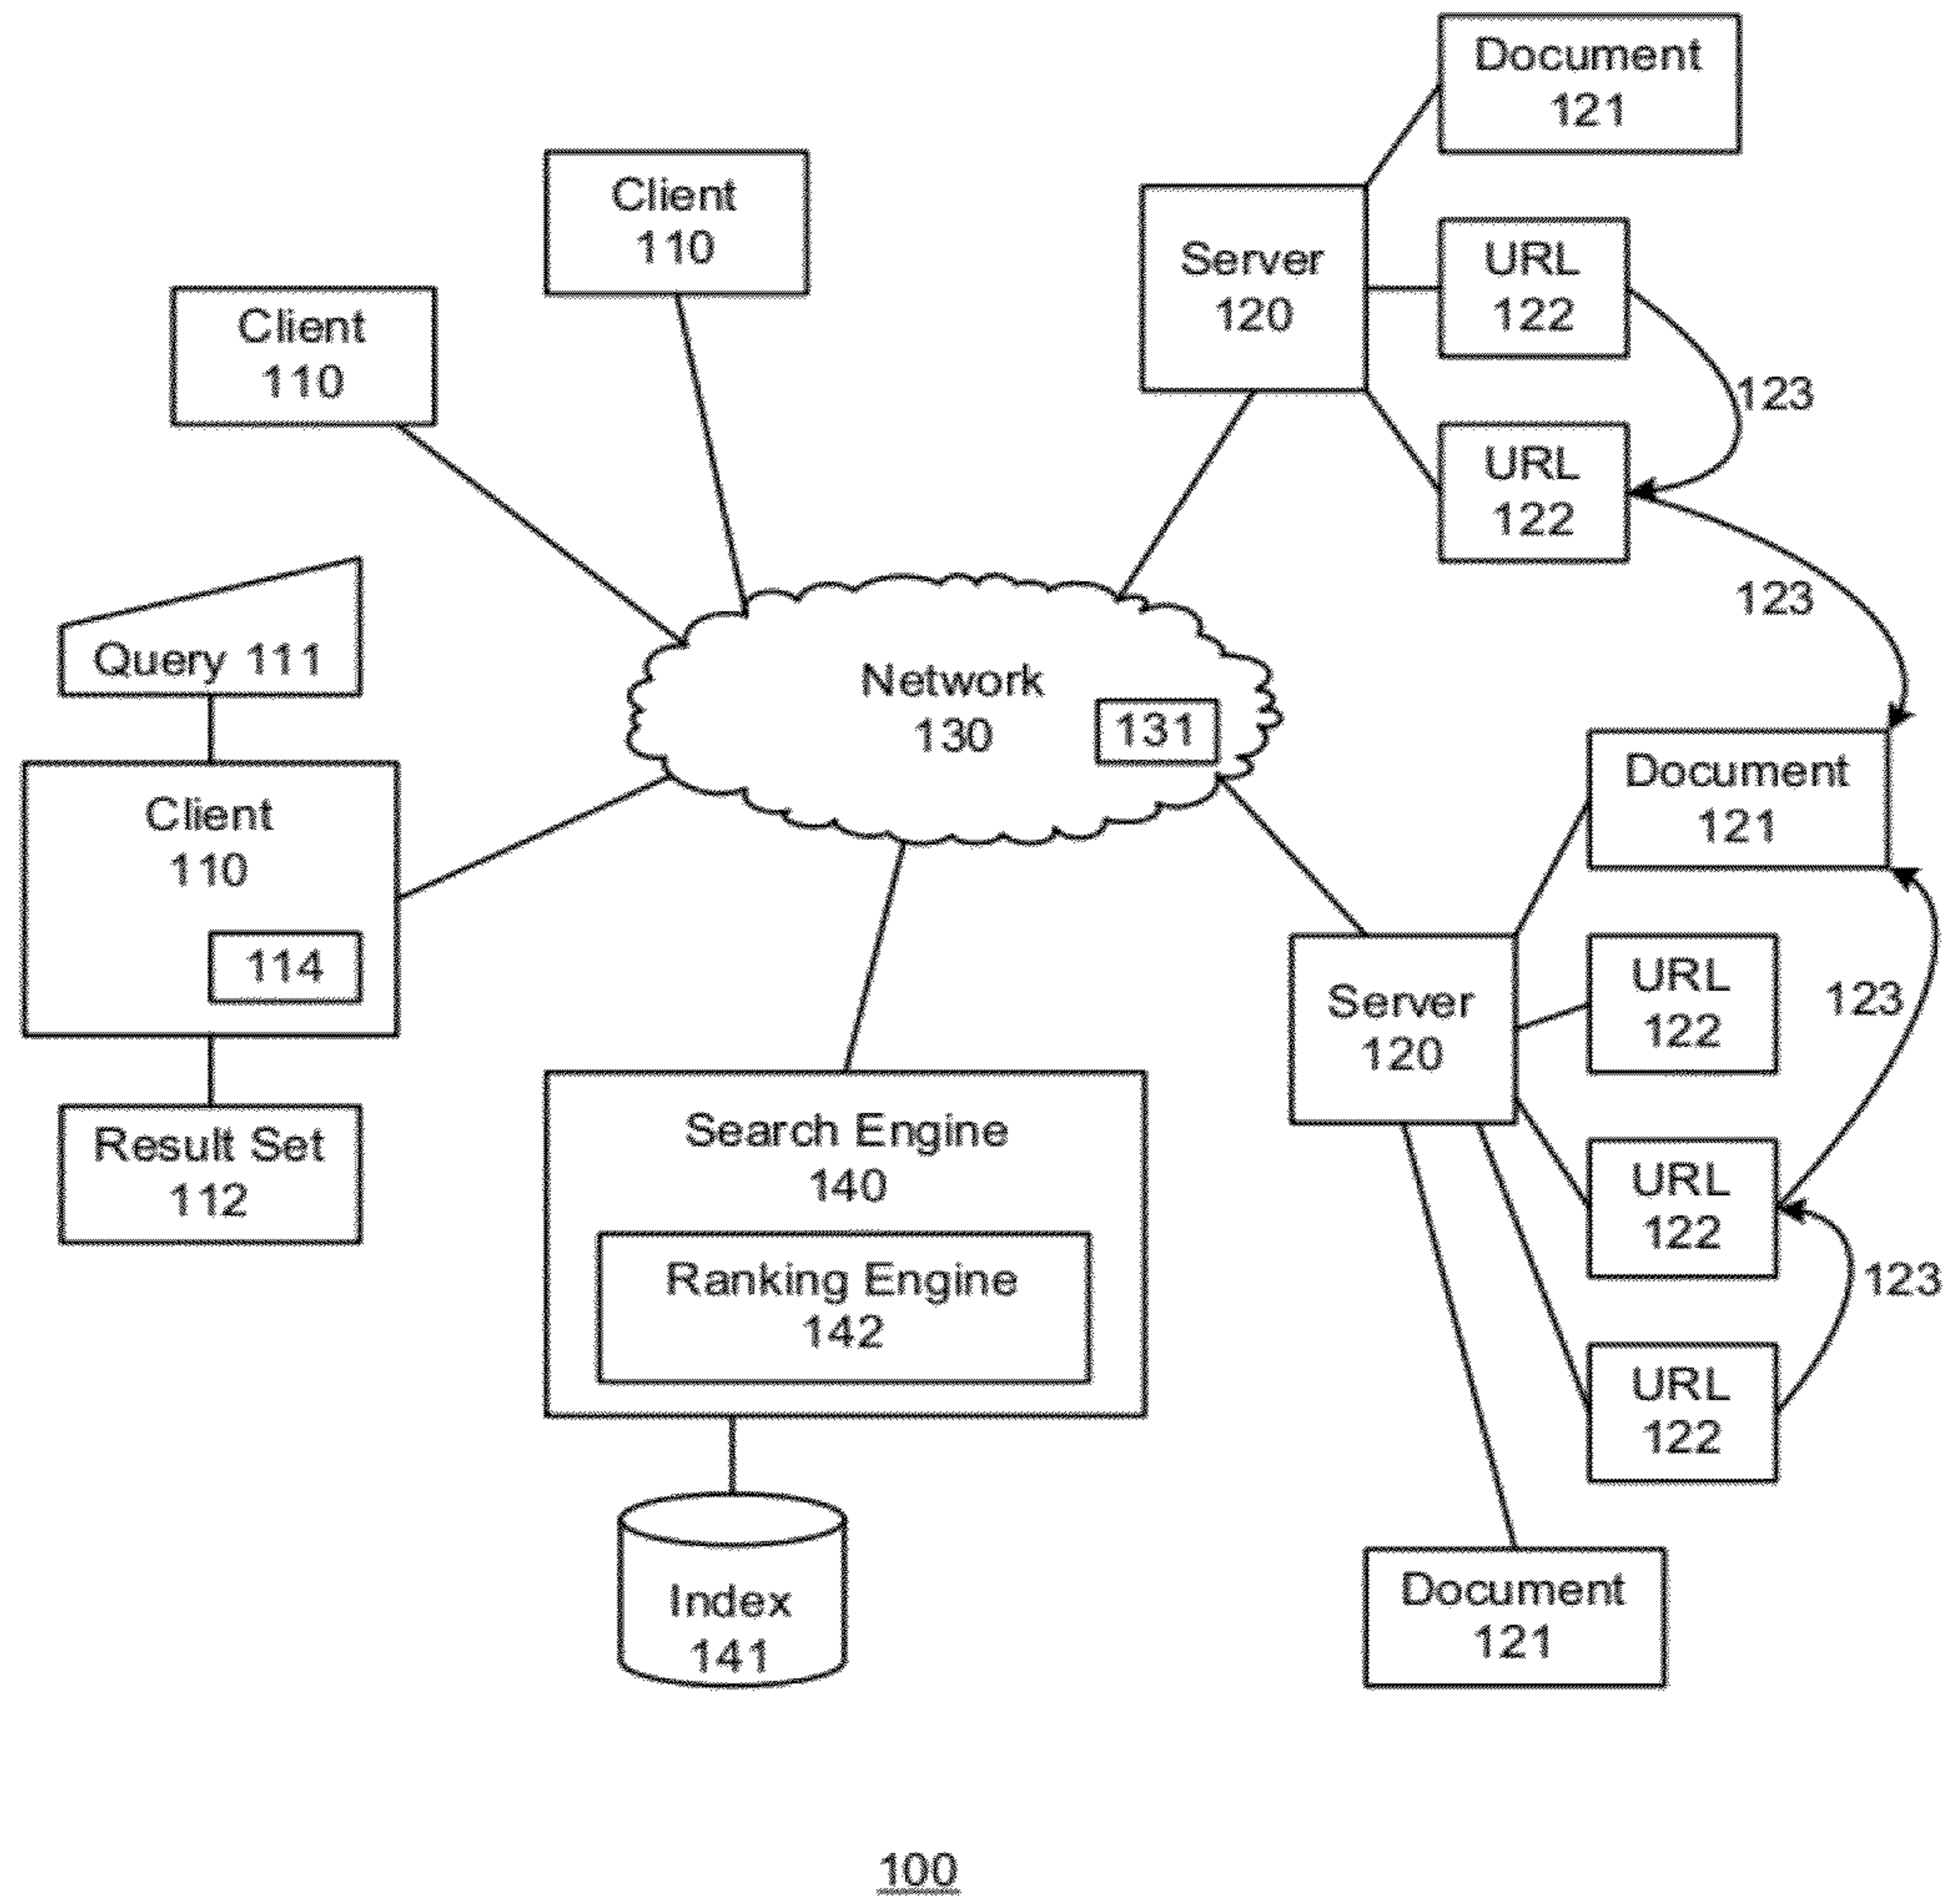 Document
121
Client
110
Server
120
URL
122
Client
110
123
URL
122
123
Query 111
Network
130
131
Document
121
Client
110
114
Server
120
URL
122
123
Search Engine
140
Result Set
112
URL
122
Ranking Engine
142
123
URL
122
Index
141
Document
121
100